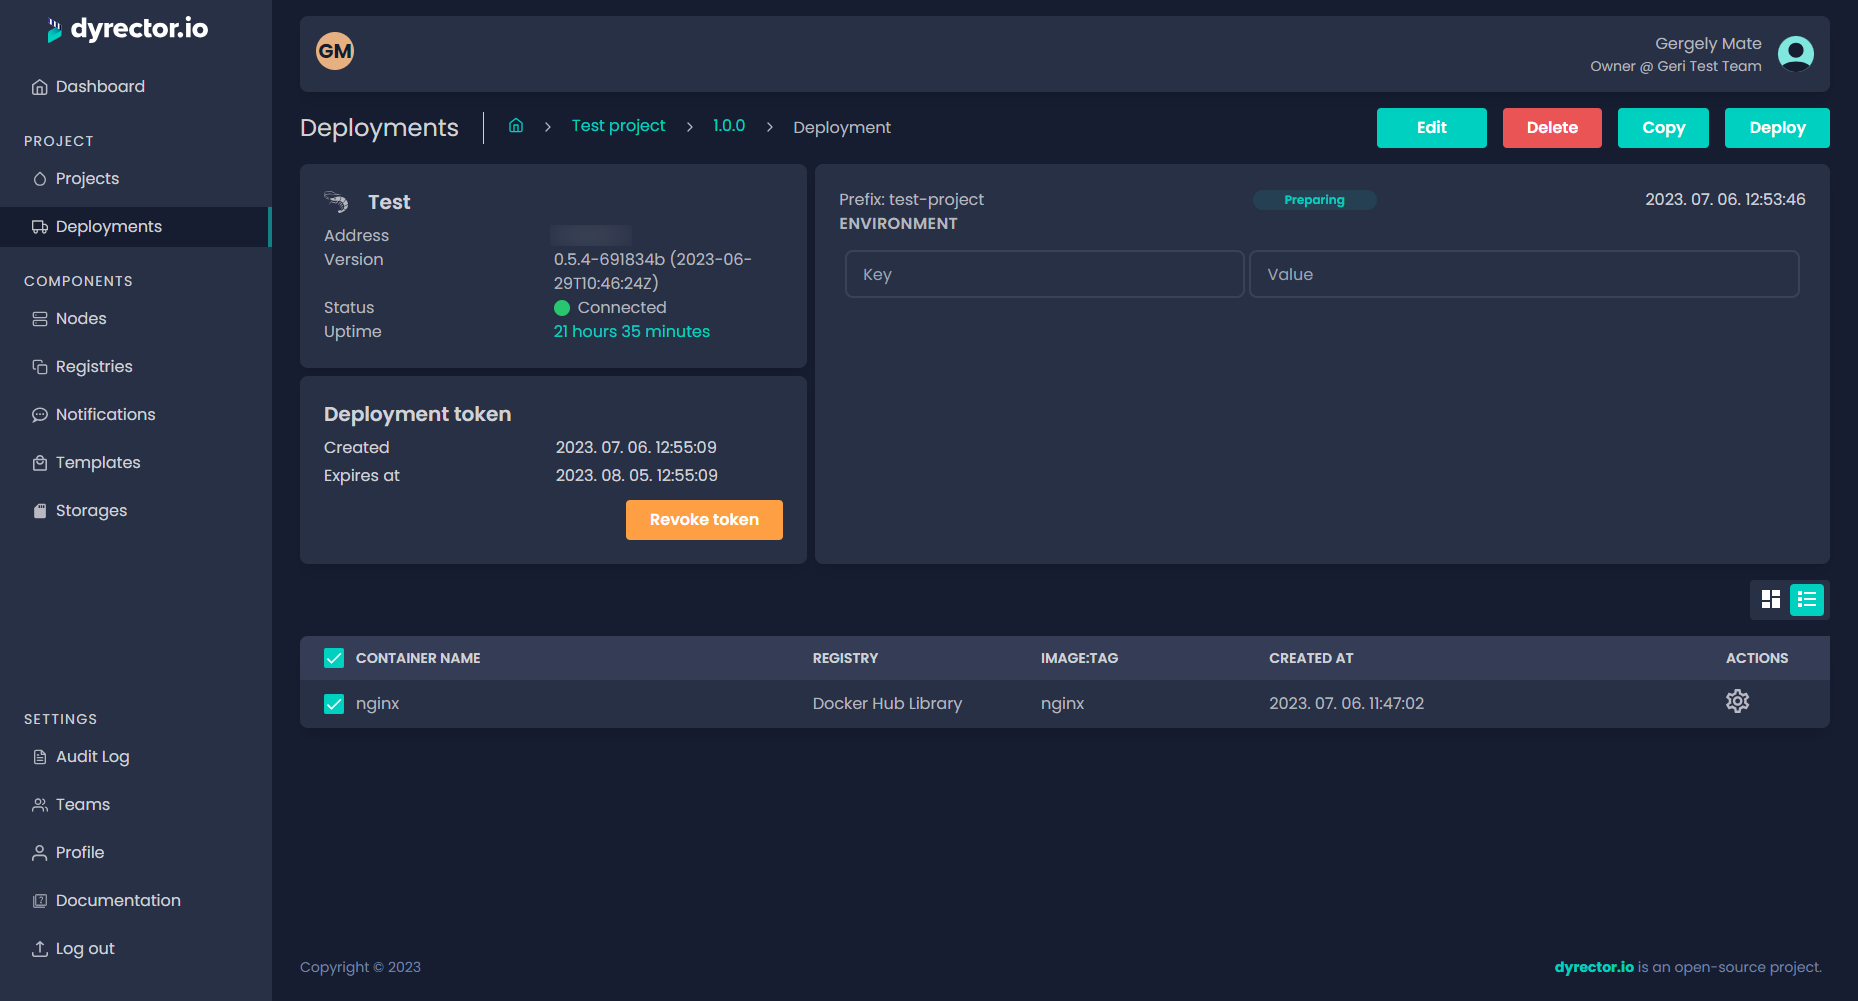 dyrector.io
Dashboard
PROJECT
Projects
Deployments
COMPONENTS
Nodes
Registries
Notifications
Templates
Storages
SETTINGS
Audit Log
Teams
Profile
Documentation
Log out
GM
Gergely Mate
Owner @ Geri Test Team
Deployments
Test project
1.0.0
Deployment
Edit
Delete
Copy
Deploy
Test
Address
Version
0.5.4-691834b (2023-06-
29T10:46:24Z)
Status
Connected
Uptime
21 hours 35 minutes
Deployment token
Created
2023. 07. 06. 12:55:09
Expires at
2023. 08. 05. 12:55:09
Revoke token
Prefix: test-project
Preparing
2023. 07. 06. 12:53:46
ENVIRONMENT
Key
Value
CONTAINER NAME
REGISTRY
IMAGE:TAG
CREATED AT
ACTIONS
nginx
Docker Hub Library
nginx
2023. 07. 06. 11:47:02
Copyright © 2023
dyrector.io is an open-source project.